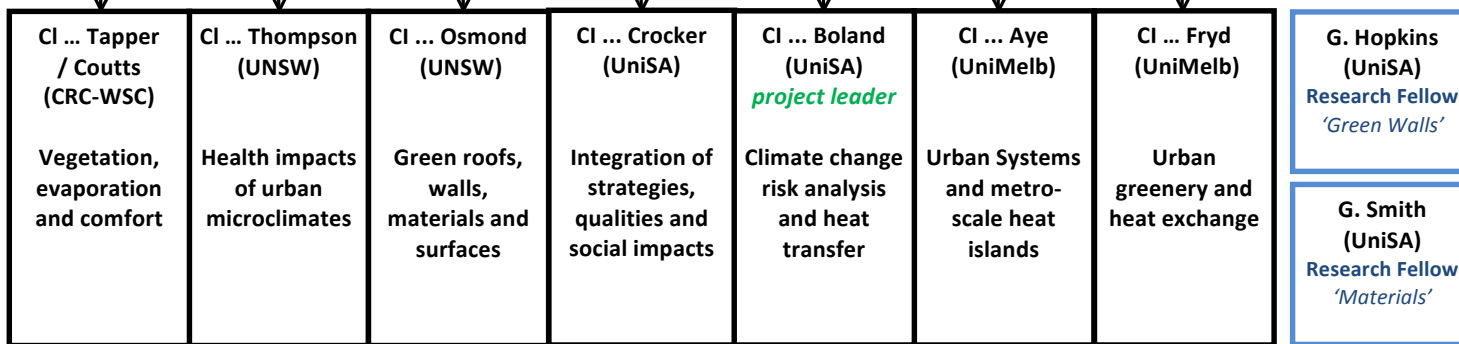 CI ... Tapper
/ Coutts
(CRC-WSC)
Vegetation,
evaporation
and comfort
CI ... Thompson
(UNSW)
Health impacts
of urban
microclimates
CI ... Osmond
(UNSW)
Green roofs,
walls,
materials and
surfaces
CI ... Crocker
(UniSA)
Integration of
strategies,
qualities and
social impacts
CI ... Boland
(UniSA)
project leader
Climate change
risk analysis
and heat
transfer
CI ... Aye
(UniMelb)
Urban Systems
and metro-
scale heat
islands
CI ... Fryd
(UniMelb)
Urban
greenery and
heat exchange
G. Hopkins
(UniSA)
Research Fellow
‘Green Walls’
G. Smith
(UniSA)
Research Fellow
‘Materials’